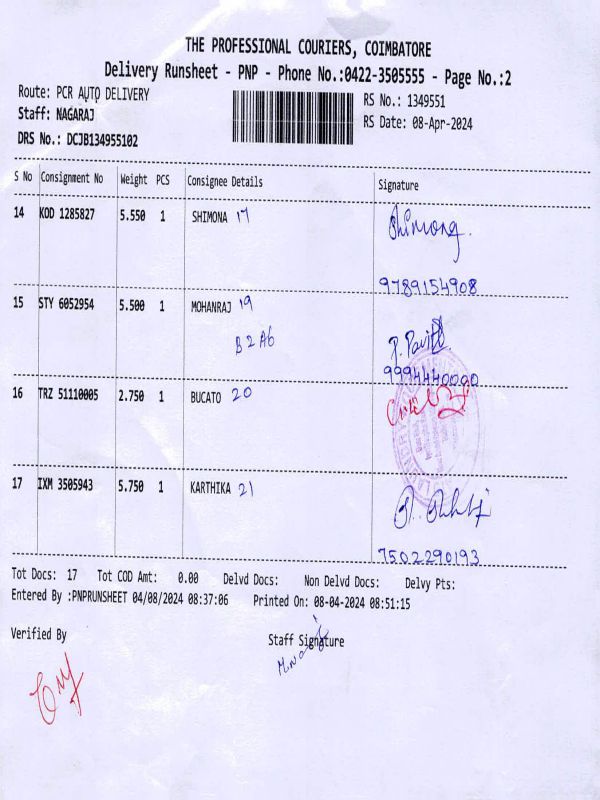 THE PROFESSIONAL COURIERS, COIMBATORE
Delivery Runsheet - PNP - Phone No.:0422-3505555 - Page No.:2
Route: PCR AUTO DELIVERY
RS No.: 1349551
Staff: NAGARAJ
RS Date: 08-Apr-2024
DRS No.: DCJB134955102
S No Consignment No Weight PCS Consignee Details Signature
14 KOD 1285827 5.550 1 SHIMONA 17
9789154908
15 STY 6052954 5.500 1 MOHANRAJ 19
B2A6
9994440090
16 TRZ 51110005 2.750 1 BUCATO 20
17 IXM 3505943 5.750 1 KARTHIKA 21
7502290193
Tot Docs: 17 Tot COD Amt: 0.00 Delvd Docs: Non Delvd Docs: Delvy Pts:
Entered By :PNPRUNSHEET 04/08/2024 08:37:06 Printed On: 08-04-2024 08:51:15
Verified By
Staff Signature